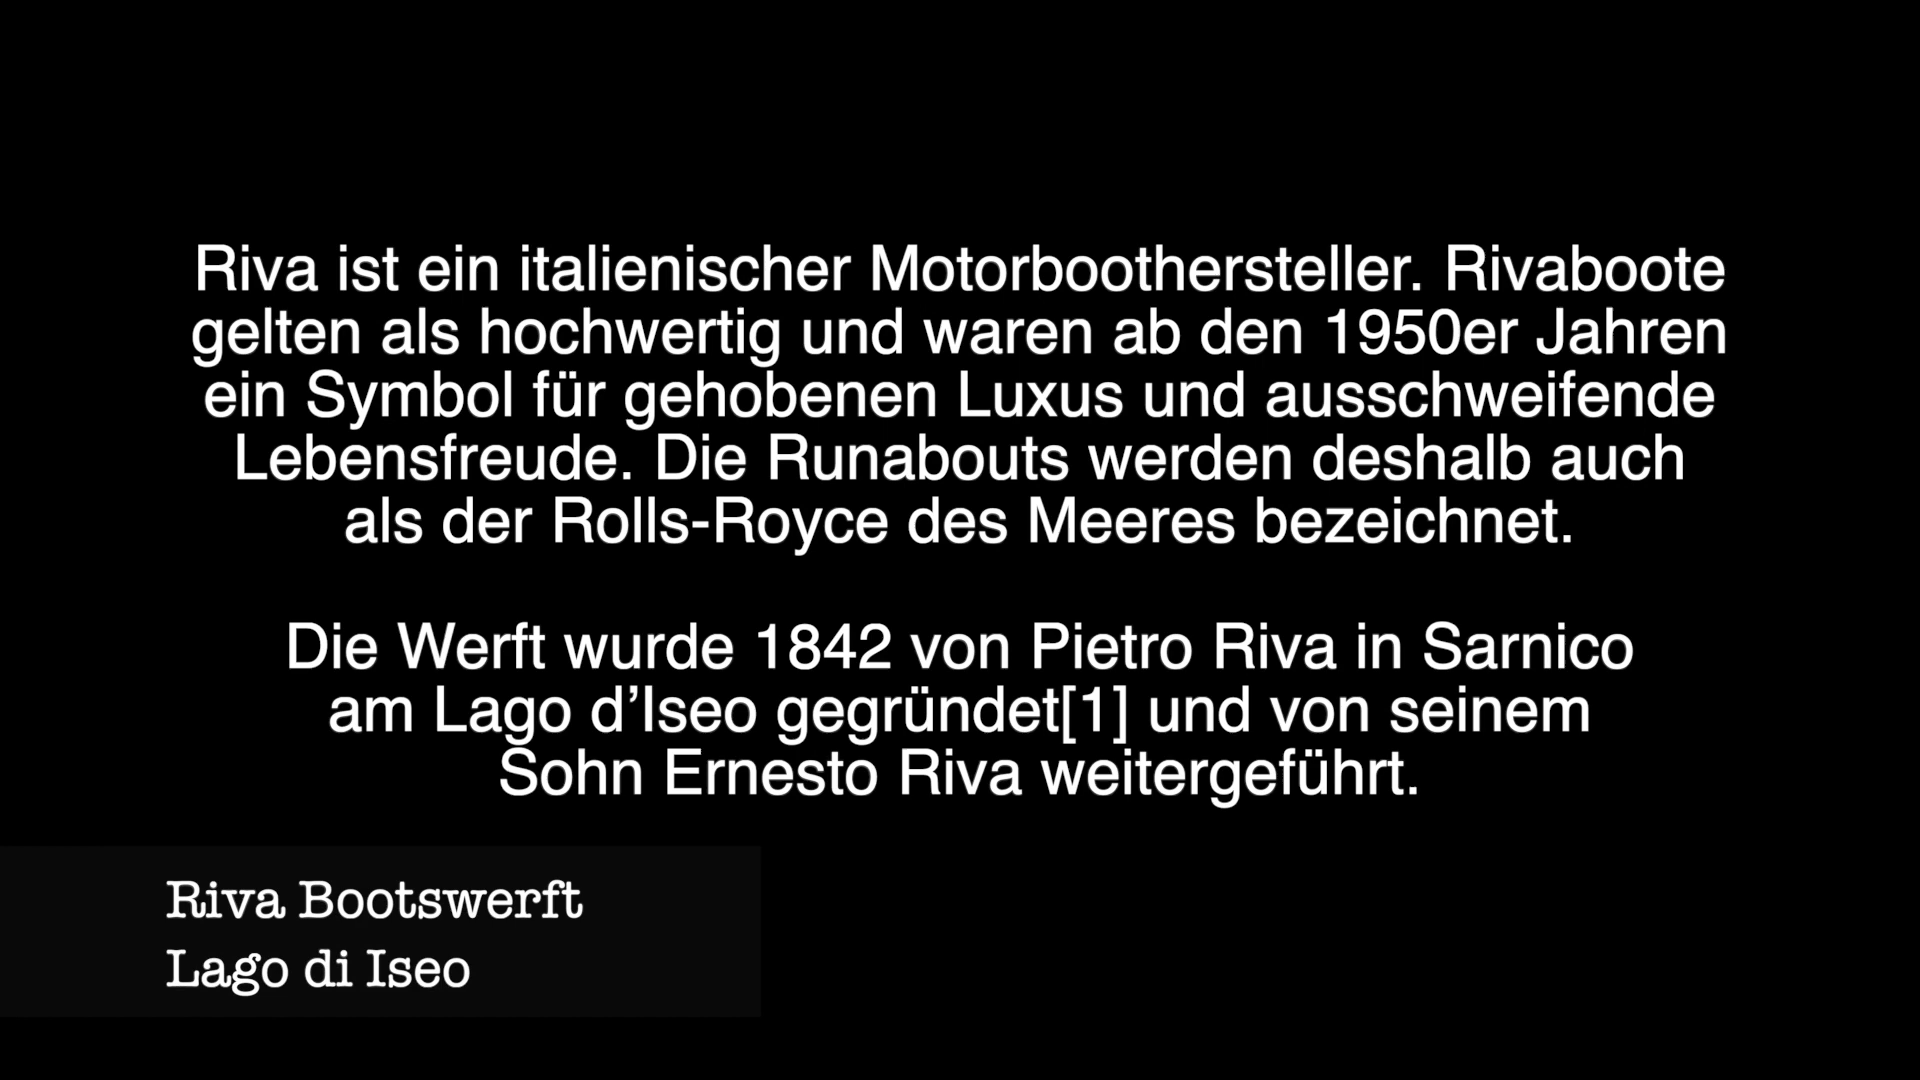 Riva ist ein italienischer Motorboothersteller. Rivaboote
gelten als hochwertig und waren ab den 1950er Jahren
ein Symbol für gehobenen Luxus und ausschweifende
Lebensfreude. Die Runabouts werden deshalb auch
als der Rolls-Royce des Meeres bezeichnet.
Die Werft wurde 1842 von Pietro Riva in Sarnico
am Lago d’Iseo gegründet[1] und von seinem
Sohn Ernesto Riva weitergeführt.
Riva Bootswerft
Lago di Iseo